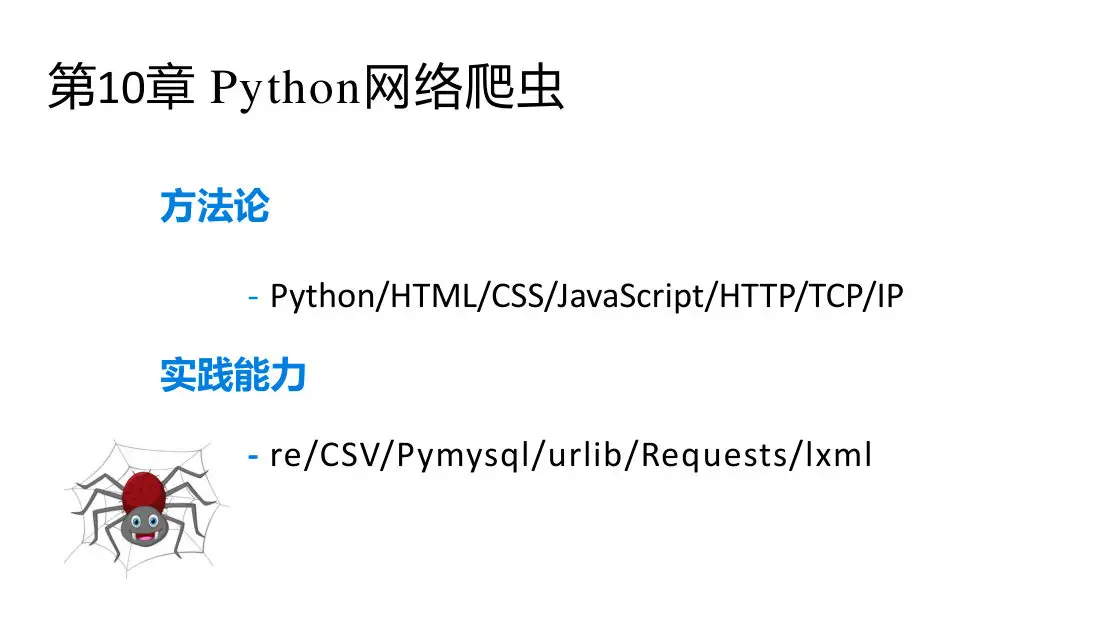 第10章 Python网络爬虫
方法论
- Python/HTML/CSS/JavaScript/HTTP/TCP/IP
实践能力
- re/CSV/Pymysql/urlib/Requests/lxml